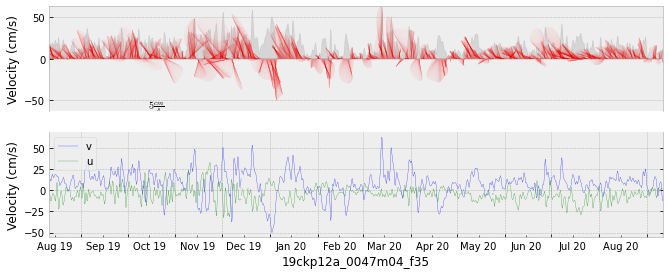 Velocity (cm/s)
50
0
−50
5 cm/s
Velocity (cm/s)
50
25
0
−25
−50
v
u
Aug 19 Sep 19 Oct 19 Nov 19 Dec 19 Jan 20 Feb 20 Mar 20 Apr 20 May 20 Jun 20 Jul 20 Aug 20
19ckp12a_0047m04_f35